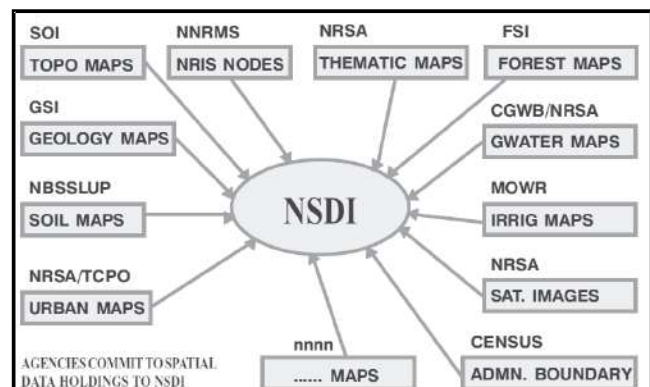 SOI
TOPO MAPS
NNRMS
NRIS NODES
NRSA
THEMATIC MAPS
FSI
FOREST MAPS
GSI
GEOLOGY MAPS
CGWB/NRSA
GWATER MAPS
NBSSLUP
SOIL MAPS
NSDI
MOWR
IRRIG MAPS
NRSA/TCPO
URBAN MAPS
NRSA
SAT. IMAGES
nnnn
...... MAPS
CENSUS
ADMN. BOUNDARY
AGENCIES COMMIT TO SPATIAL
DATA HOLDINGS TO NSDI